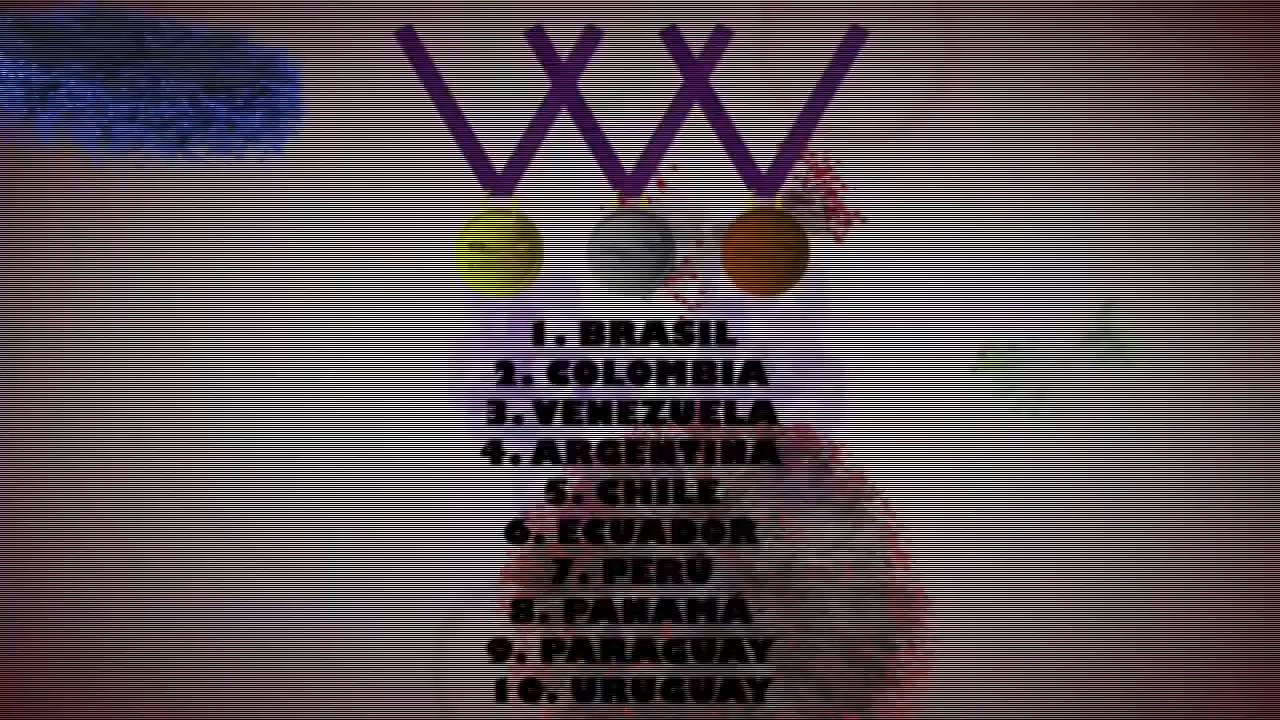 1. BRASIL
2. COLOMBIA
3. VENEZUELA
4. ARGENTINA
5. CHILE
6. ECUADOR
7. PERÚ
8. PANAMÁ
9. PARAGUAY
10. URUGUAY